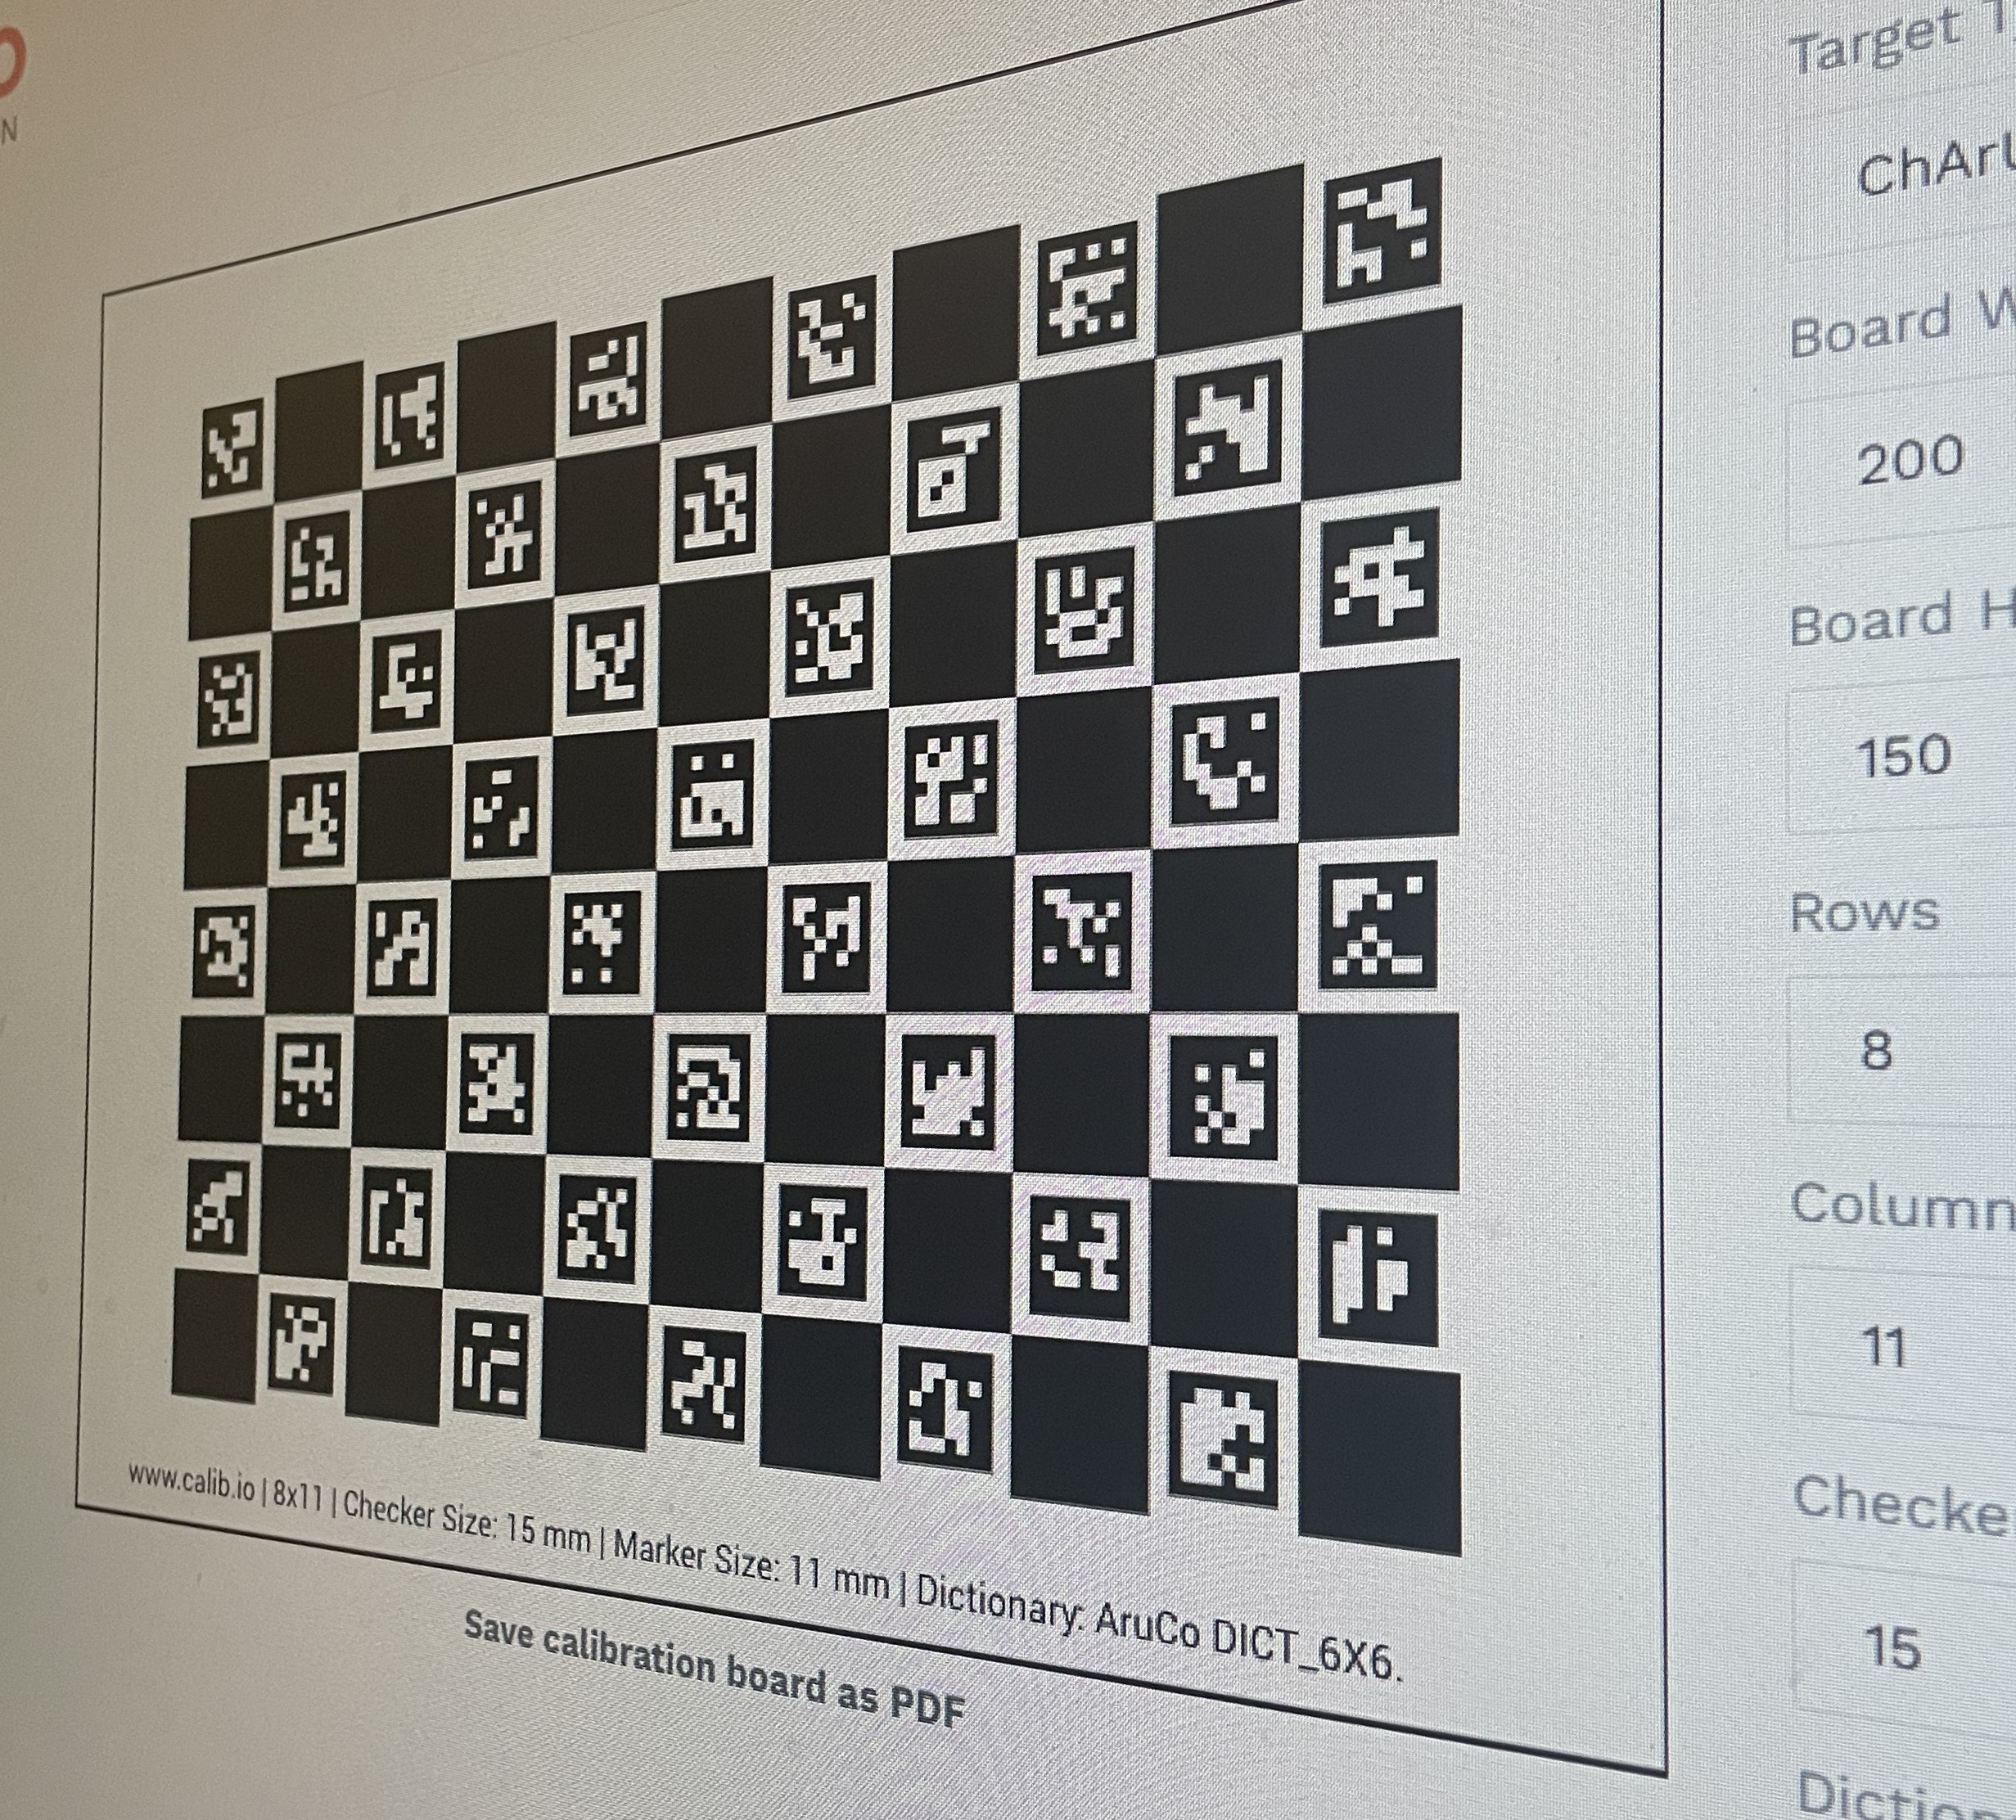 N
Target
200
Board
150
Rows
8
11
15
www.calib.io | 8x11 | Checker Size: 15 mm | Marker Size: 11 mm | Dictionary: AruCo DICT_6X6.
Save calibration board as PDF